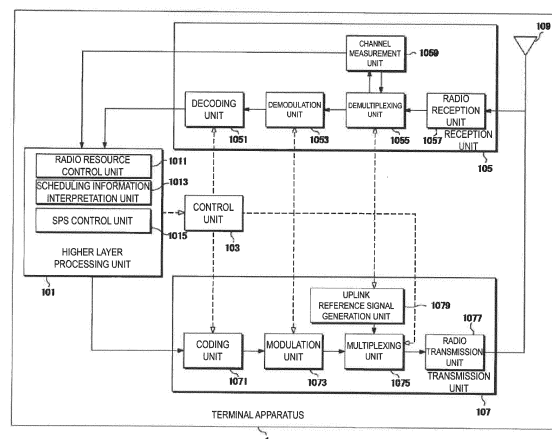 109
CHANNEL
MEASUREMENT
UNIT
1059
DECODING
UNIT
1051
DEMODULATION
UNIT
1053
DEMULTIPLEXING
UNIT
1055
RADIO
RECEPTION
UNIT
1057
RECEPTION
UNIT
105
RADIO RESOURCE
CONTROL UNIT
1011
SCHEDULING INFORMATION
INTERPRETATION UNIT
1013
SPS CONTROL UNIT
1015
HIGHER LAYER
PROCESSING UNIT
101
CONTROL
UNIT
103
UPLINK
REFERENCE SIGNAL
GENERATION UNIT
1079
CODING
UNIT
1071
MODULATION
UNIT
1073
MULTIPLEXING
UNIT
1075
1077
RADIO
TRANSMISSION
UNIT
TRANSMISSION
UNIT
107
TERMINAL APPARATUS